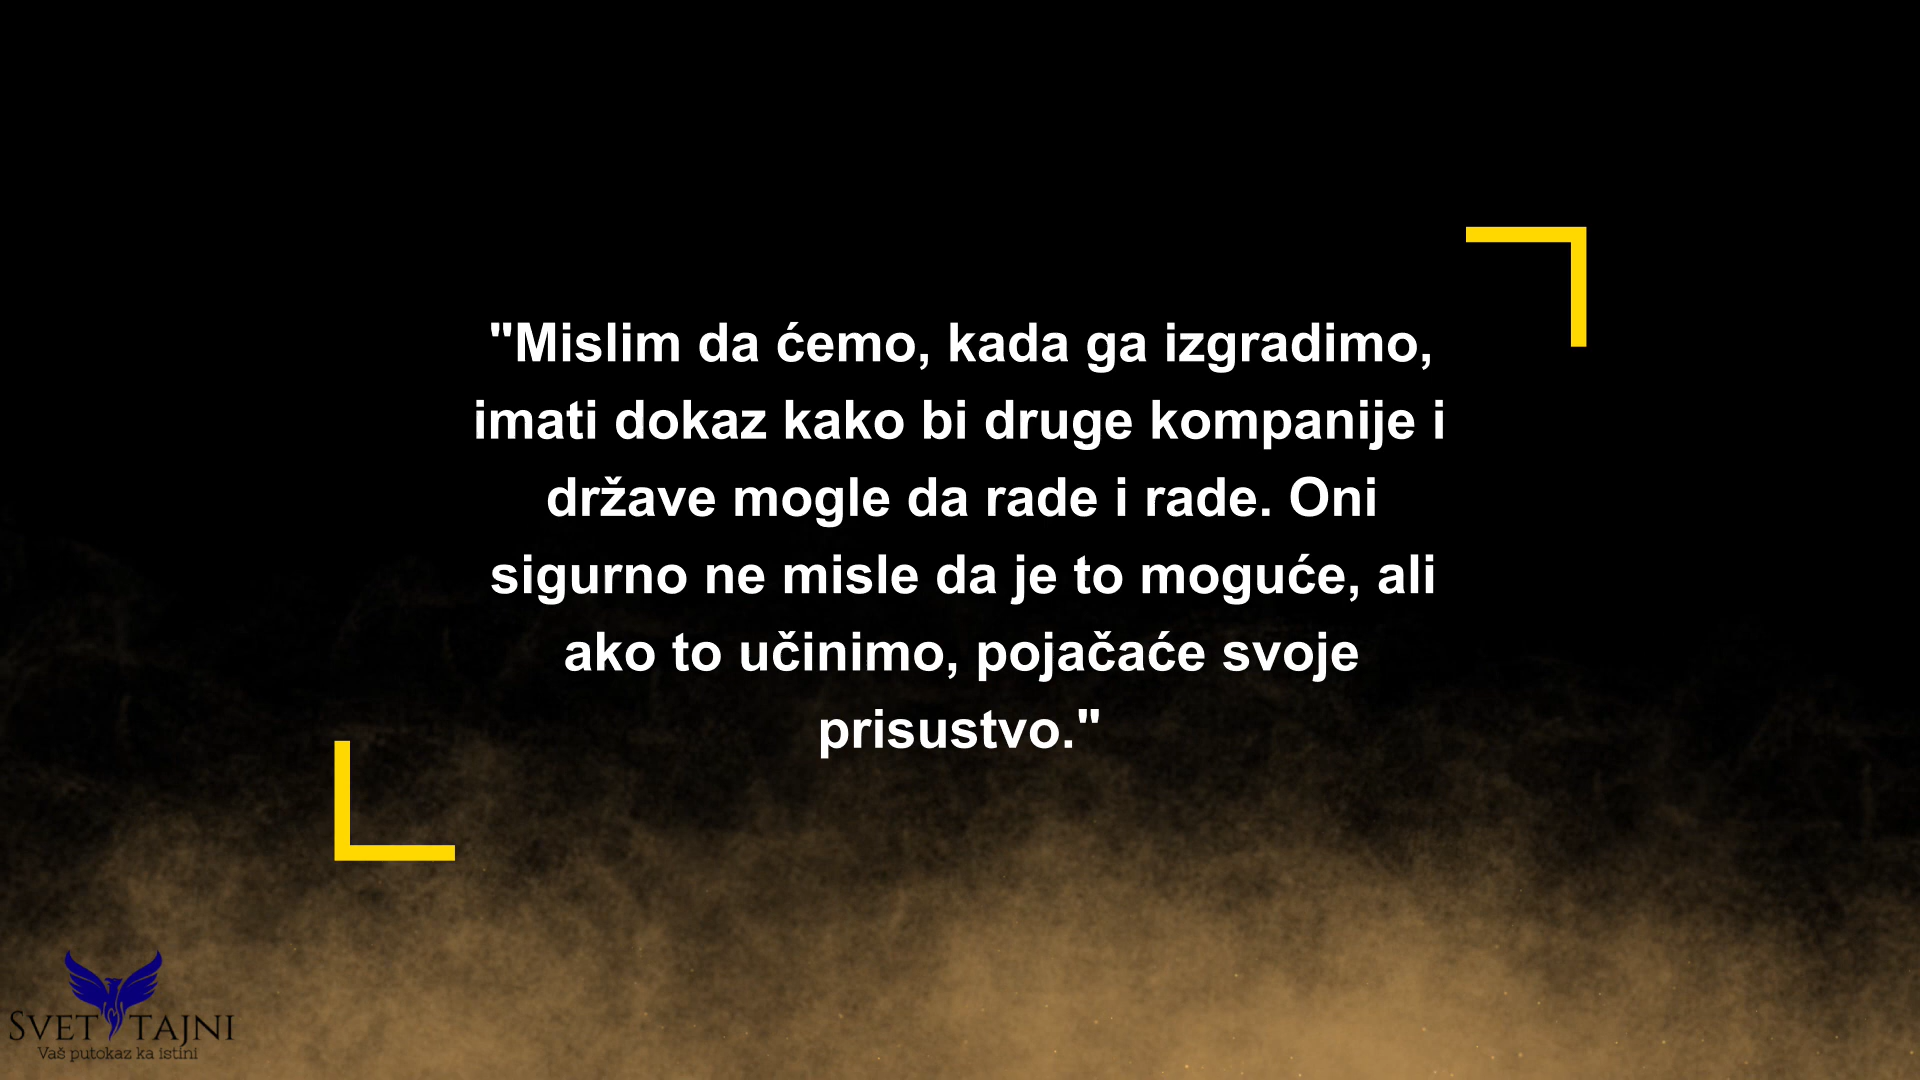 "Mislim da ćemo, kada ga izgradimo,
imati dokaz kako bi druge kompanije i
države mogle da rade i rade. Oni
sigurno ne misle da je to moguće, ali
ako to učinimo, pojačaće svoje
prisustvo."
SVET TAJNI
Vaš putokaz ka istini